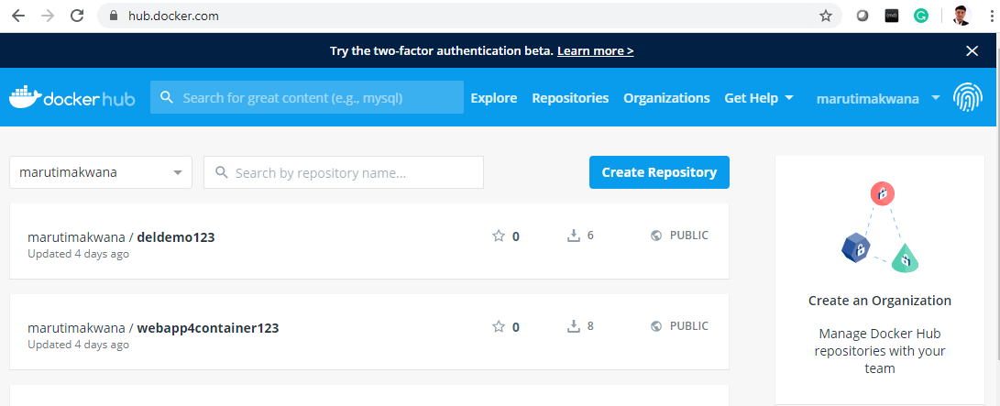 hub.docker.com
{md}
Try the two-factor authentication beta. Learn more >
dockerhub
Search for great content (e.g., mysql)
Explore
Repositories
Organizations
Get Help
marutimakwana
marutimakwana
Search by repository name...
Create Repository
marutimakwana / deldemo123
0
6
PUBLIC
Updated 4 days ago
marutimakwana / webapp4container123
0
8
PUBLIC
Updated 4 days ago
Create an Organization
Manage Docker Hub
repositories with your
team